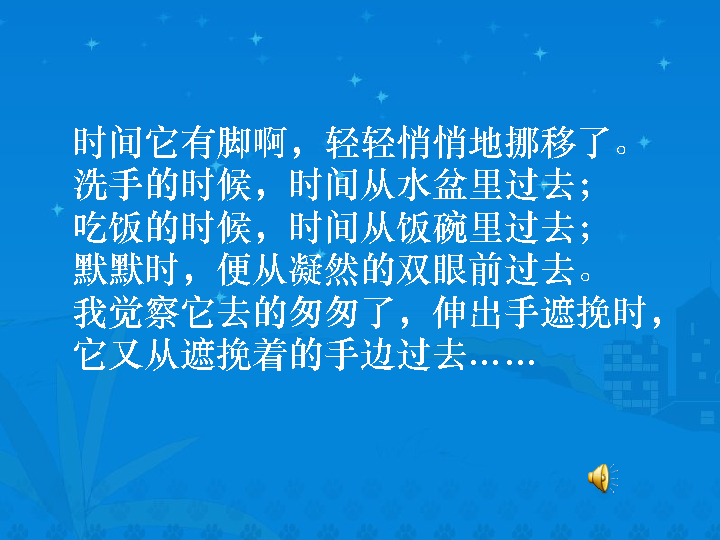 时间它有脚啊，轻轻悄悄地挪移了。
洗手的时候，时间从水盆里过去；
吃饭的时候，时间从饭碗里过去；
默默时，便从凝然的双眼前过去。
我觉察它去的匆匆了，伸出手遮挽时，
它又从遮挽着的手边过去……